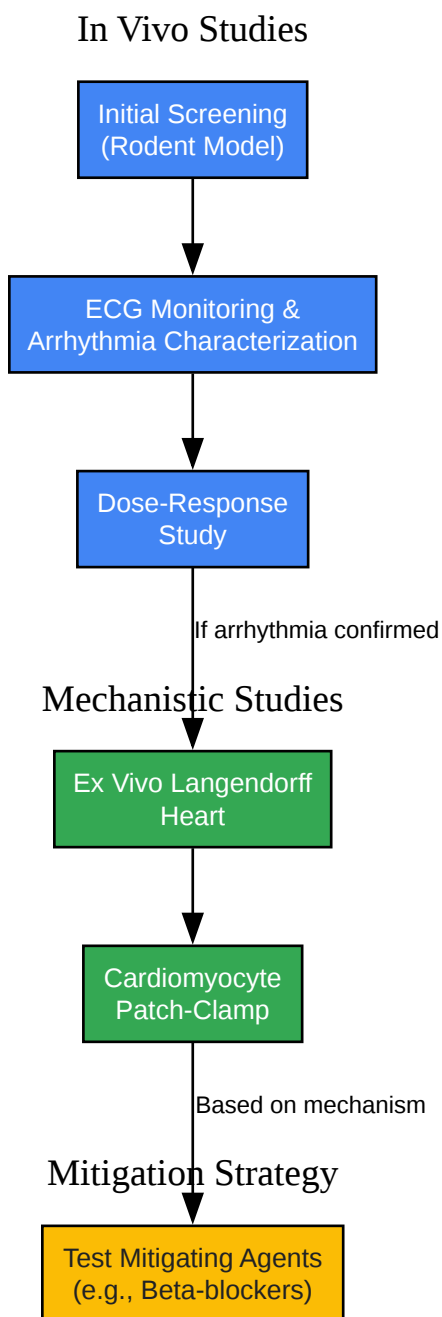 In Vivo Studies
Initial Screening
(Rodent Model)
ECG Monitoring &
Arrhythmia Characterization
Dose-Response
Study
If arrhythmia confirmed
Mechanistic Studies
Ex Vivo Langendorff
Heart
Cardiomyocyte
Patch-Clamp
Based on mechanism
Mitigation Strategy
Test Mitigating Agents
(e.g., Beta-blockers)